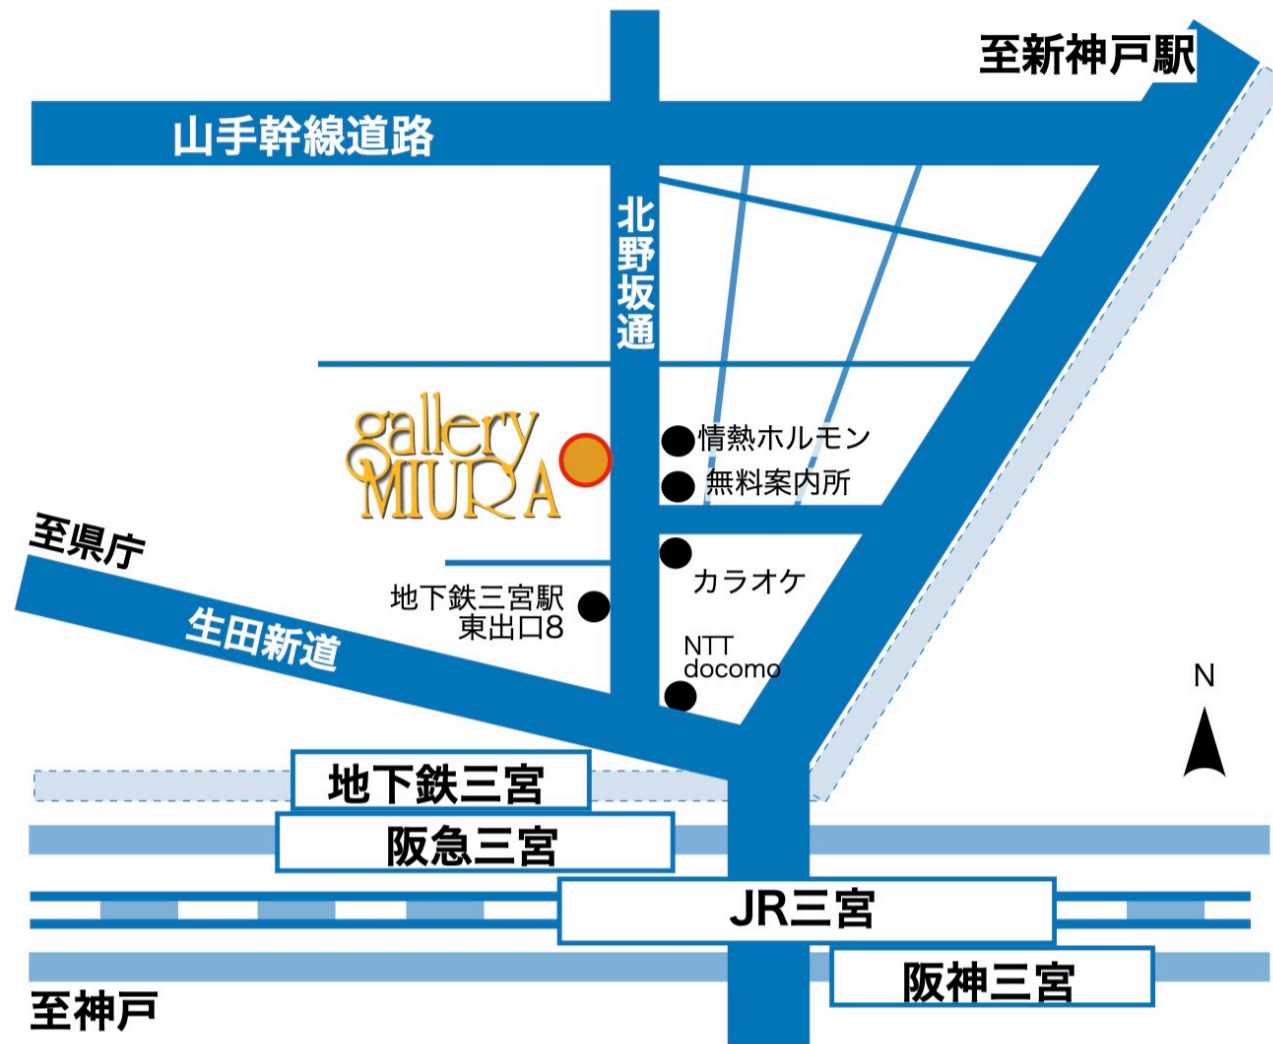 至新神戸駅
山手幹線道路
北野坂通
gallery
MIURA
情熱ホルモン
無料案内所
至県庁
カラオケ
地下鉄三宮駅
東出口8
生田新道
NTT
docomo
N
地下鉄三宮
阪急三宮
JR三宮
阪神三宮
至神戸